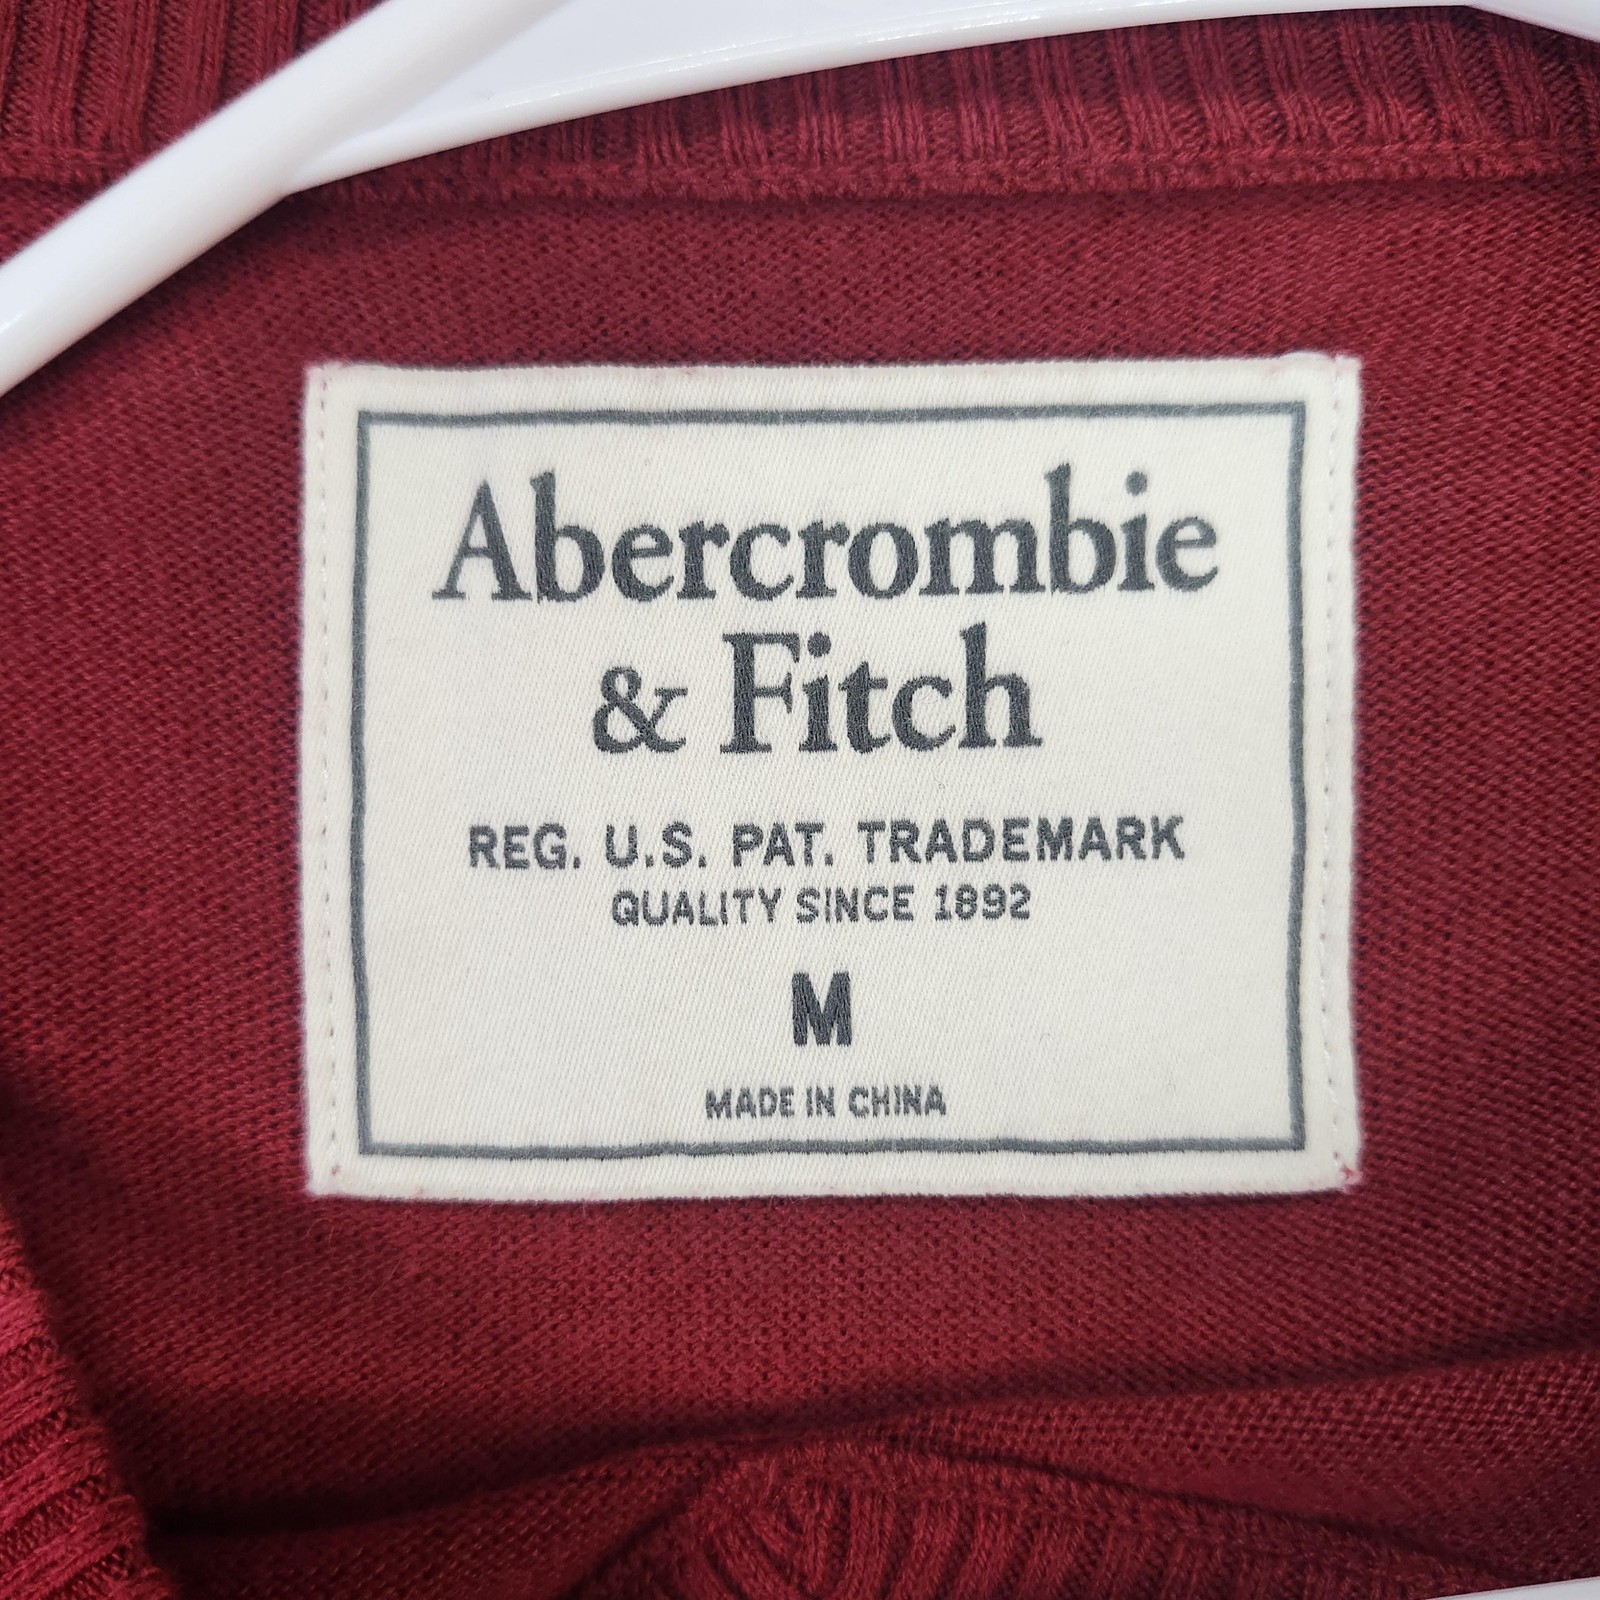 Abercrombie
& Fitch
REG. U.S. PAT. TRADEMARK
QUALITY SINCE 1892
M
MADE IN CHINA